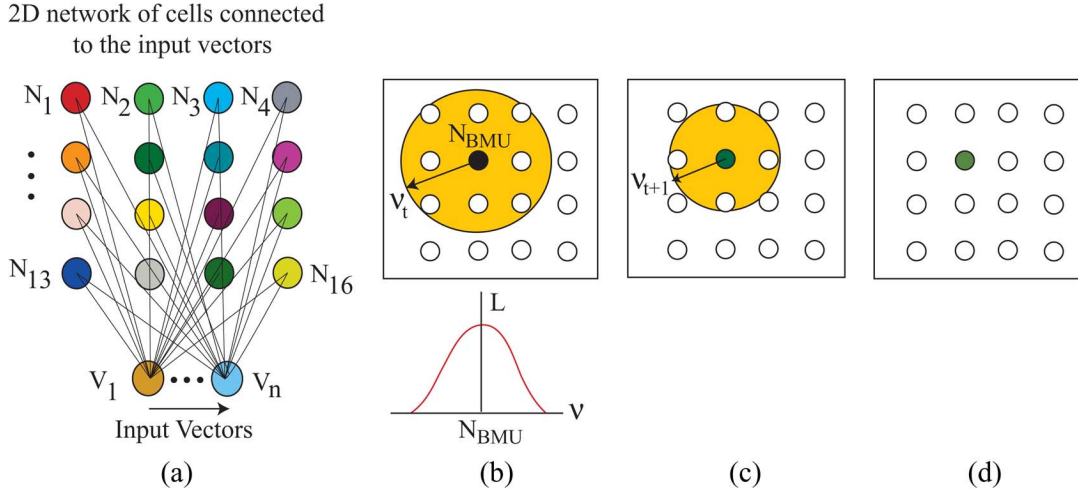 2D network of cells connected
to the input vectors
N1 N2 N3 N4
N13 N16
V1 Vn
Input Vectors
(a)
NBMU
νt
L
ν
NBMU
(b)
νt+1
(c)
(d)